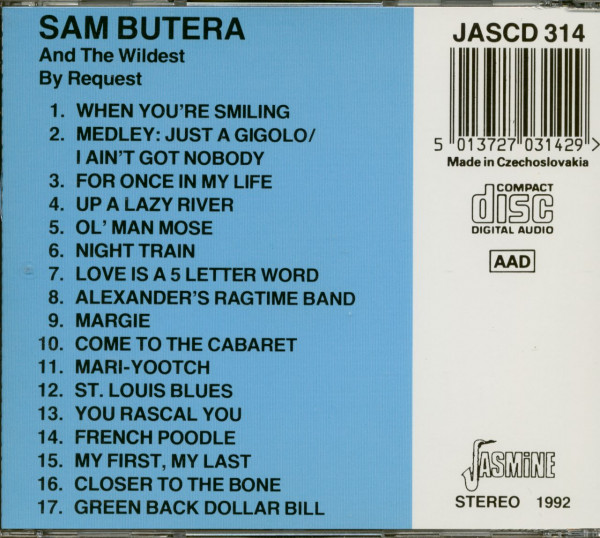 SAM BUTERA
And The Wildest
By Request
1. WHEN YOU'RE SMILING
2. MEDLEY: JUST A GIGOLO/
I AIN'T GOT NOBODY
3. FOR ONCE IN MY LIFE
4. UP A LAZY RIVER
5. OL' MAN MOSE
6. NIGHT TRAIN
7. LOVE IS A 5 LETTER WORD
8. ALEXANDER'S RAGTIME BAND
9. MARGIE
10. COME TO THE CABARET
11. MARI-YOOTCH
12. ST. LOUIS BLUES
13. YOU RASCAL YOU
14. FRENCH POODLE
15. MY FIRST, MY LAST
16. CLOSER TO THE BONE
17. GREEN BACK DOLLAR BILL
JASCD 314
5 013727 031429 >
Made in Czechoslovakia
COMPACT
disc
DIGITAL AUDIO
AAD
JASMiNE
STEREO 1992